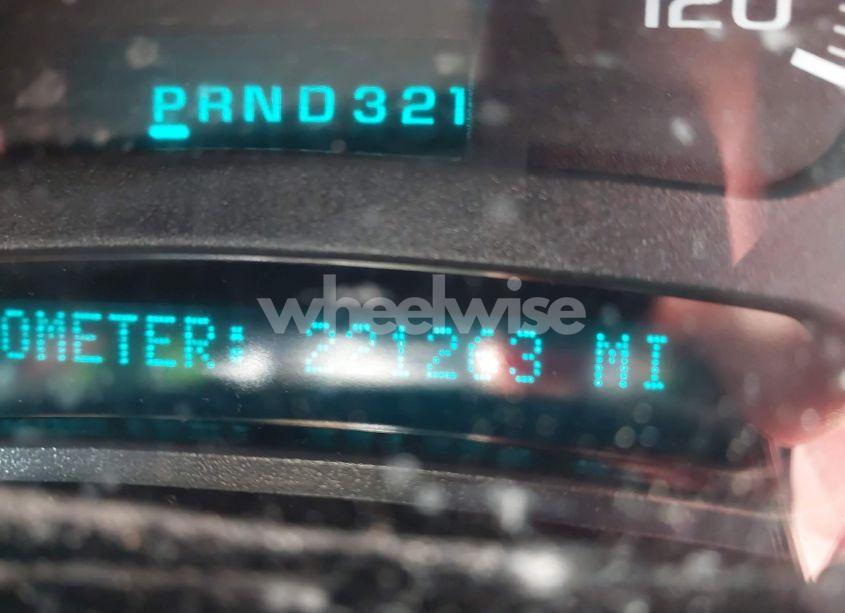 120
PRND321
wheelwise
OMETER: MI